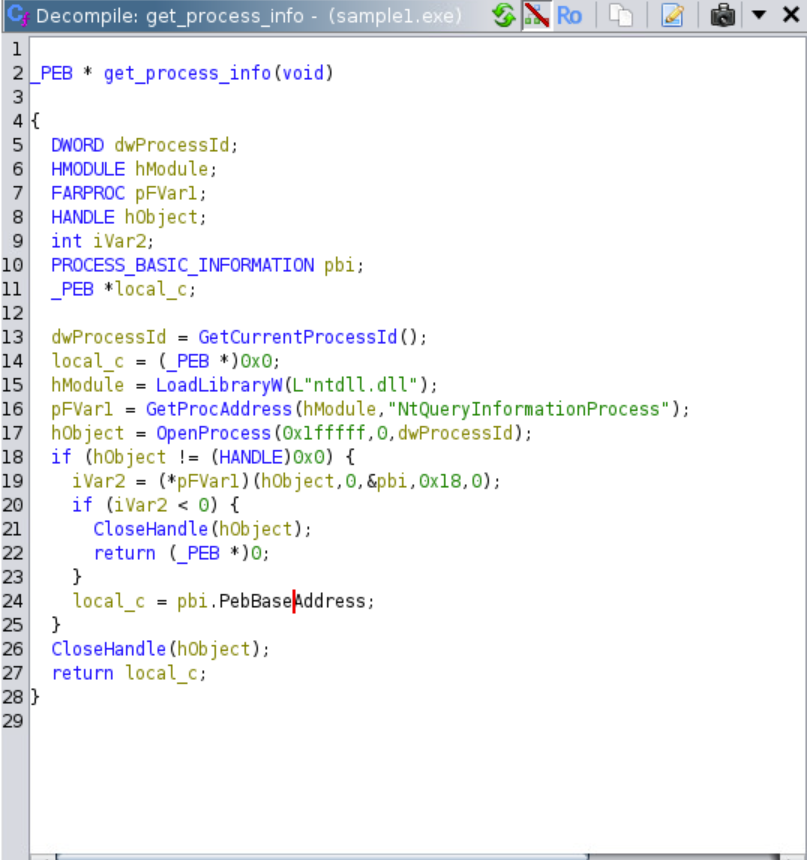 Decompile: get_process_info - (sample1.exe) Ro
1
2 _PEB * get_process_info(void)
3
4 {
5 DWORD dwProcessId;
6 HMODULE hModule;
7 FARPROC pFVar1;
8 HANDLE hObject;
9 int iVar2;
10 PROCESS_BASIC_INFORMATION pbi;
11 _PEB *local_c;
12
13 dwProcessId = GetCurrentProcessId();
14 local_c = (_PEB *)0x0;
15 hModule = LoadLibraryW(L"ntdll.dll");
16 pFVar1 = GetProcAddress(hModule,"NtQueryInformationProcess");
17 hObject = OpenProcess(0x1fffff,0,dwProcessId);
18 if (hObject != (HANDLE)0x0) {
19 iVar2 = (*pFVar1)(hObject,0,&pbi,0x18,0);
20 if (iVar2 < 0) {
21 CloseHandle(hObject);
22 return (_PEB *)0;
23 }
24 local_c = pbi.PebBaseAddress;
25 }
26 CloseHandle(hObject);
27 return local_c;
28 }
29